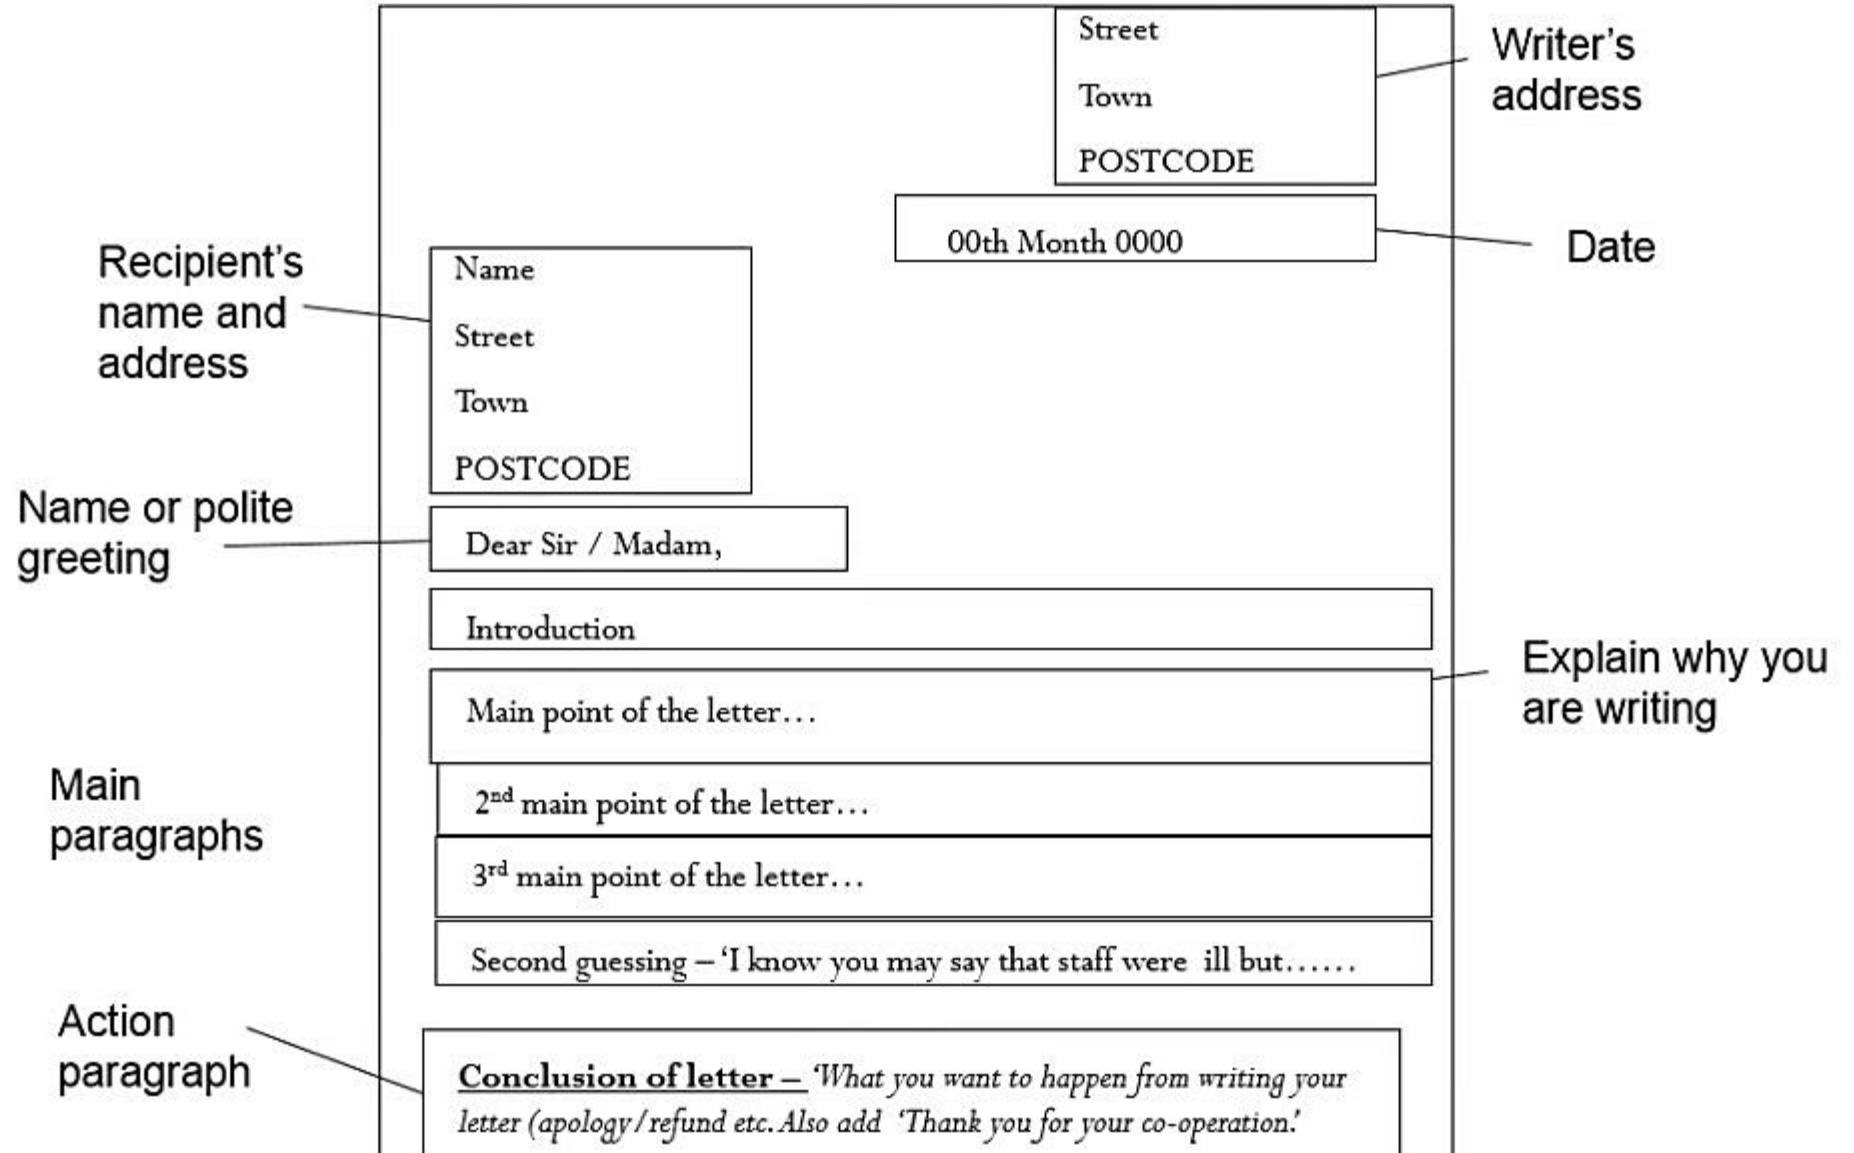 Street
Writer’s
address
Town
POSTCODE
00th Month 0000
Date
Recipient’s
name and
address
Name
Street
Town
POSTCODE
Name or polite
greeting
Dear Sir / Madam,
Introduction
Explain why you
are writing
Main point of the letter…
Main
paragraphs
2nd main point of the letter…
3rd main point of the letter…
Second guessing – ‘I know you may say that staff were ill but……
Action
paragraph
Conclusion of letter – ‘What you want to happen from writing your
letter (apology/refund etc. Also add ‘Thank you for your co-operation.’